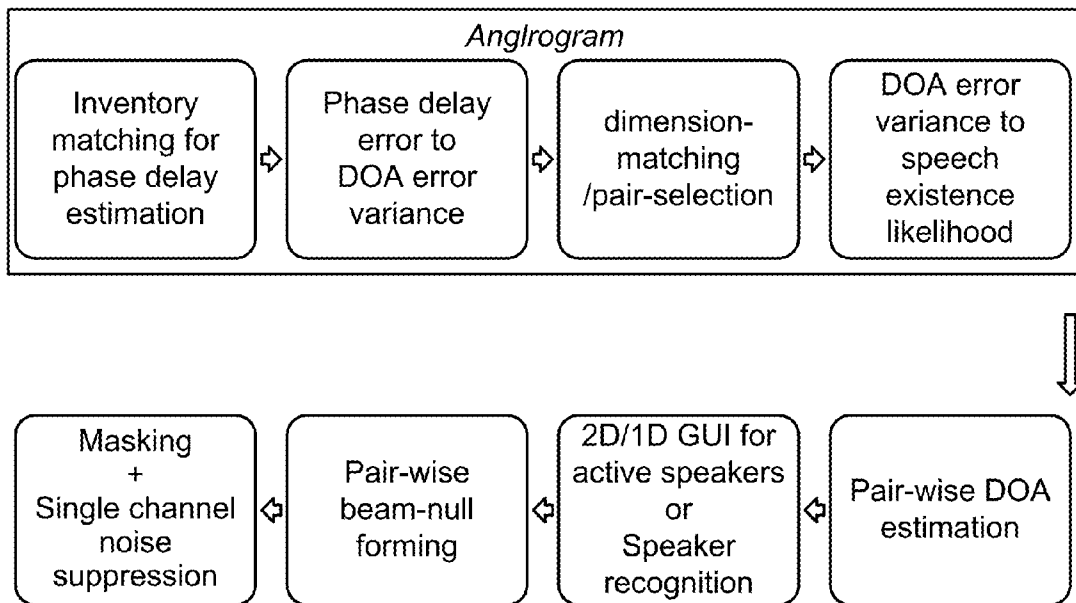 Anglrogram
Inventory
matching for
phase delay
estimation
Phase delay
error to
DOA error
variance
dimension-
matching
/pair-selection
DOA error
variance to
speech
existence
likelihood
Masking
+
Single channel
noise
suppression
Pair-wise
beam-null
forming
2D/1D GUI for
active speakers
or
Speaker
recognition
Pair-wise DOA
estimation